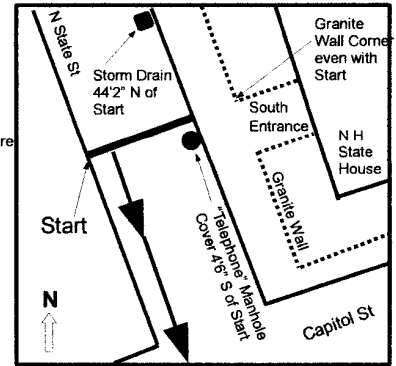 N State St
Storm Drain
44'2" N of
Start
Granite
Wall Corner
even with
Start
South
Entrance
N H
State
House
re
Start
"Telephone" Manhole
Cover 4'6" S of Start
Granite Wall
N
Capitol St